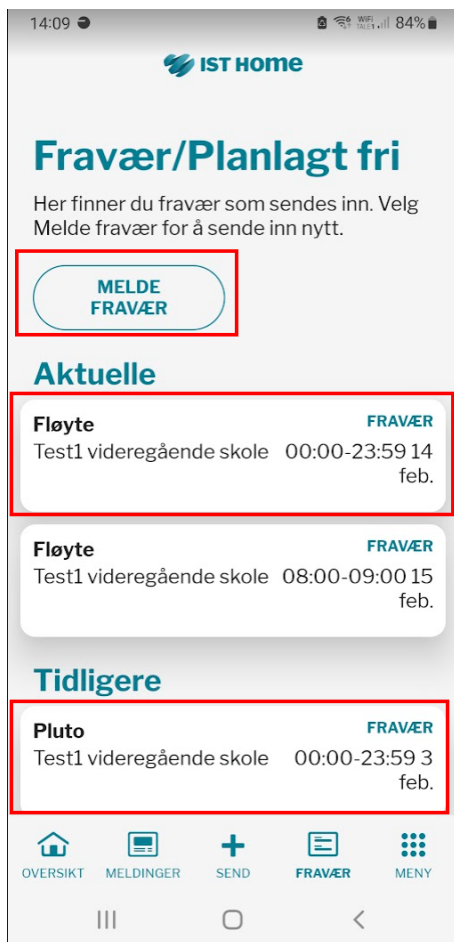 14:09 84%
IST HOME
Fravær/Planlagt fri
Her finner du fravær som sendes inn. Velg
Melde fravær for å sende inn nytt.
MELDE
FRAVÆR
Aktuelle
Fløyte FRAVÆR
Test1 videregående skole 00:00-23:59 14
feb.
Fløyte FRAVÆR
Test1 videregående skole 08:00-09:00 15
feb.
Tidligere
Pluto FRAVÆR
Test1 videregående skole 00:00-23:59 3
feb.
OVERSIKT MELDINGER SEND FRAVÆR MENY